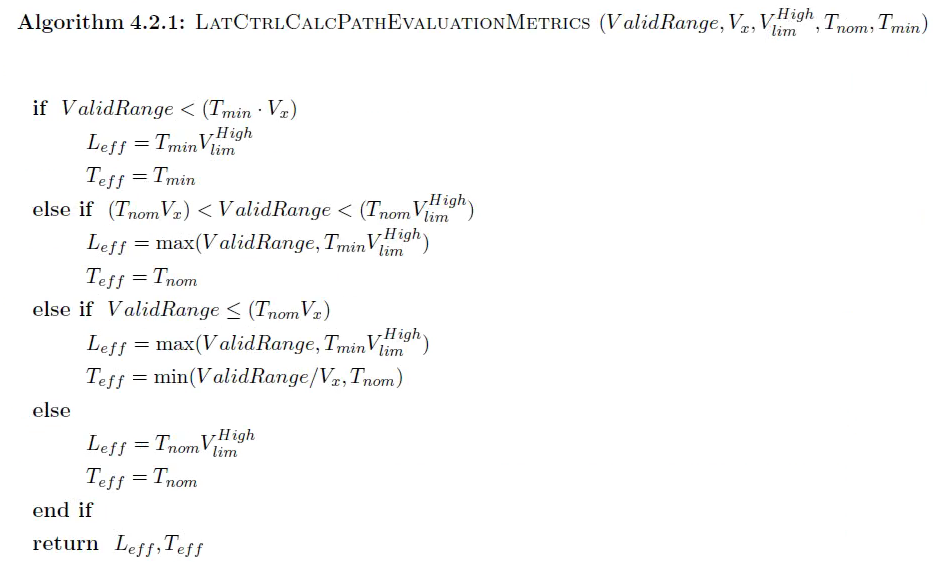 Algorithm 4.2.1: LATCTRLCALCPATHEVALUATIONMETRICS (ValidRange, V_x, V_{lim}^{High}, T_{nom}, T_{min})
if ValidRange < (T_{min} · V_x)
L_{eff} = T_{min}V_{lim}^{High}
T_{eff} = T_{min}
else if (T_{nom}V_x) < ValidRange < (T_{nom}V_{lim}^{High})
L_{eff} = max(ValidRange, T_{min}V_{lim}^{High})
T_{eff} = T_{nom}
else if ValidRange ≤ (T_{nom}V_x)
L_{eff} = max(ValidRange, T_{min}V_{lim}^{High})
T_{eff} = min(ValidRange/V_x, T_{nom})
else
L_{eff} = T_{nom}V_{lim}^{High}
T_{eff} = T_{nom}
end if
return L_{eff}, T_{eff}